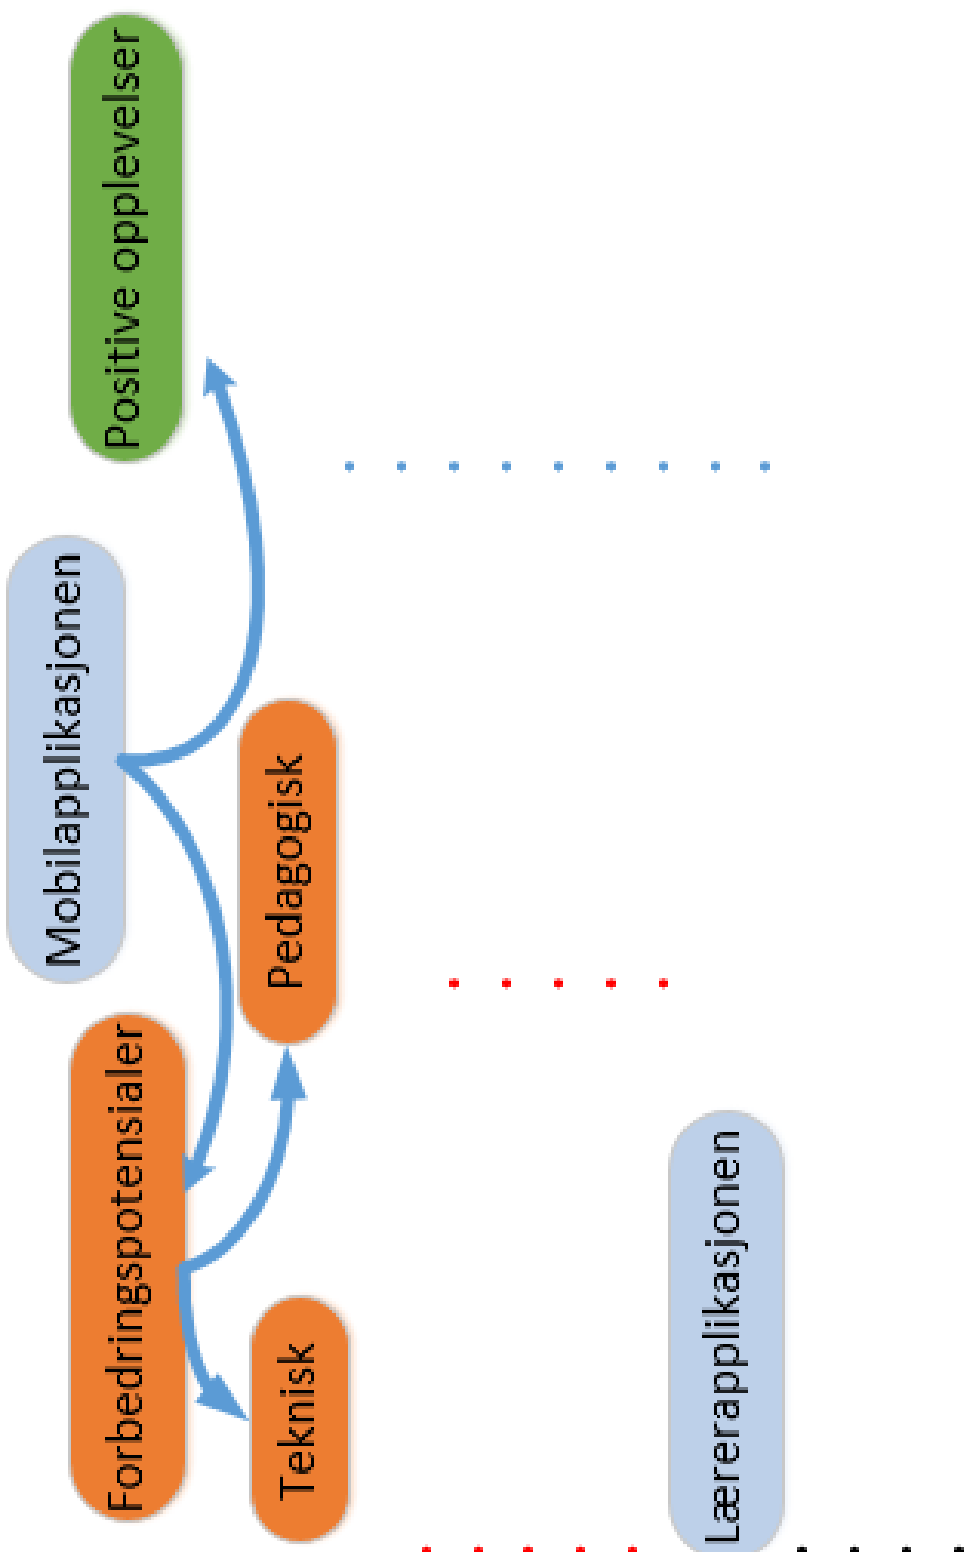 Mobilapplikasjonen
Forbedringspotensialer
Positive opplevelser
Teknisk
Pedagogisk
Lærerapplikasjonen